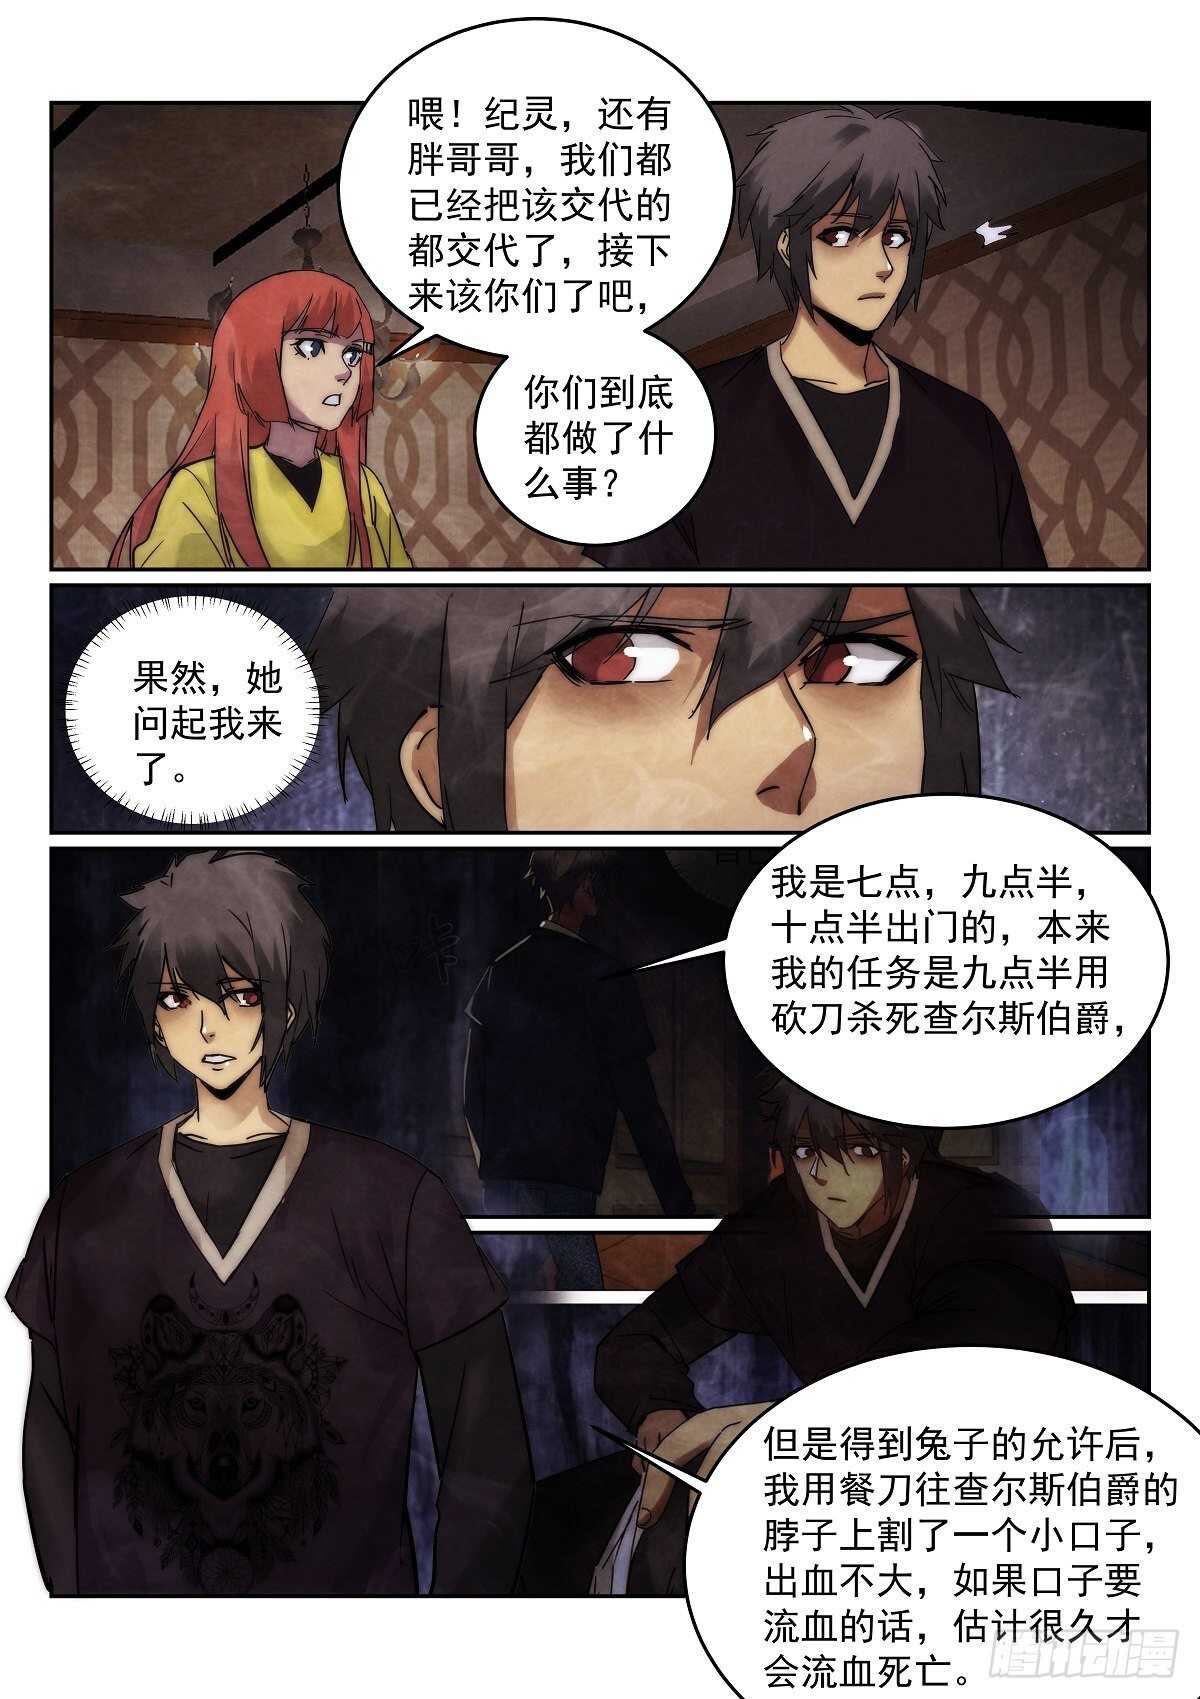 喂！纪灵，还有
胖哥哥，我们都
已经把该交代的
都交代了，接下
来该你们了吧，
你们到底
都做了什
么事？
果然，她
问起我来
了。
我是七点，九点半，
十点半出门的，本来
我的任务是九点半用
砍刀杀死查尔斯伯爵，
但是得到兔子的允许后，
我用餐刀往查尔斯伯爵的
脖子上割了一个小口子，
出血不大，如果口子要
流血的话，估计很久才
会流血死亡。
腾讯动漫